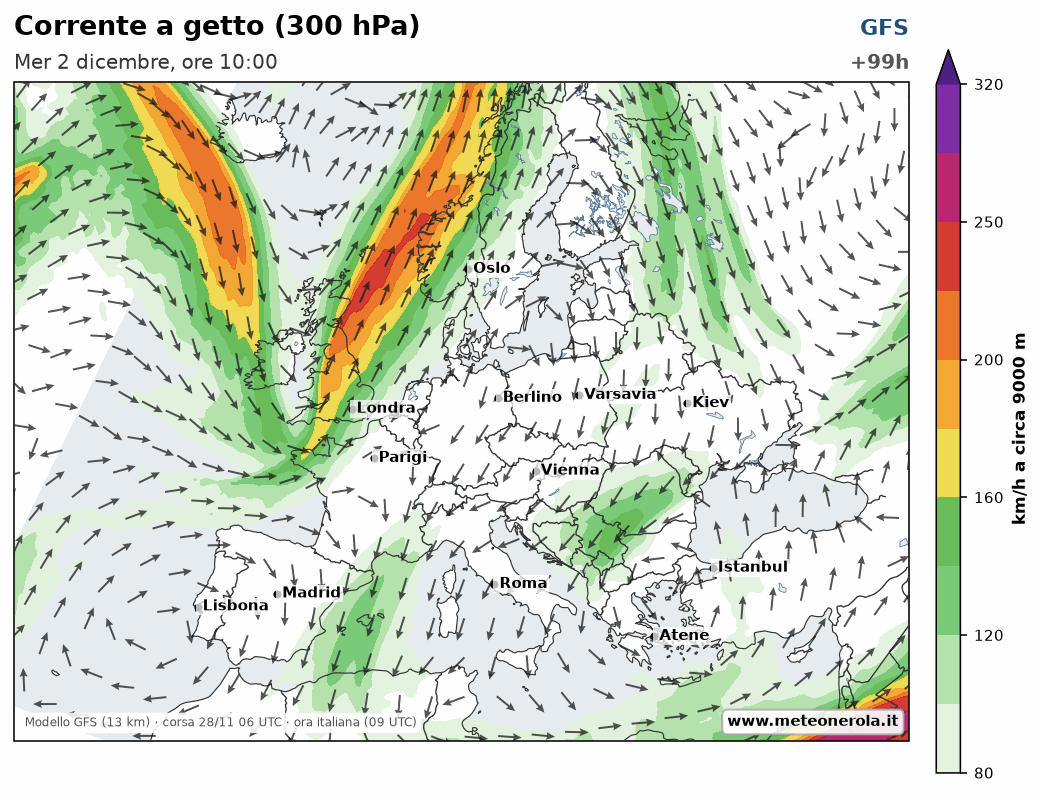 Corrente a getto (300 hPa)
GFS
Mer 2 dicembre, ore 10:00
+99h
320
250
200
160
120
80
km/h a circa 9000 m
Oslo
Berlino
Varsavia
Kiev
Londra
Parigi
Vienna
Istanbul
Roma
Madrid
Lisbona
Atene
Modello GFS (13 km) · corsa 28/11 06 UTC · ora italiana (09 UTC)
www.meteonerola.it